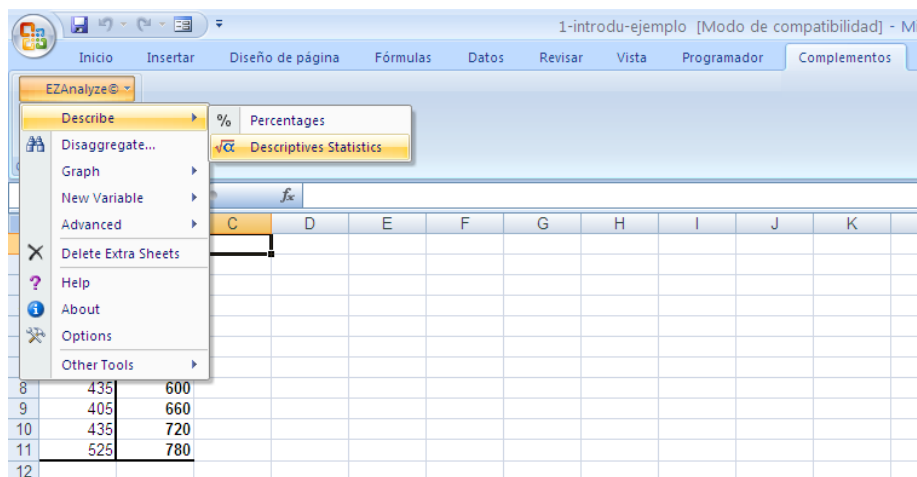 1-introdu-ejemplo [Modo de compatibilidad] - M
Inicio Insertar Diseño de página Fórmulas Datos Revisar Vista Programador Complementos
EZAnalyze©
Describe
Disaggregate...
Graph
New Variable
Advanced
Delete Extra Sheets
Help
About
Options
Other Tools
% Percentages
√α Descriptives Statistics
fx
C D E F G H I J K
8 435 600
9 405 660
10 435 720
11 525 780
12